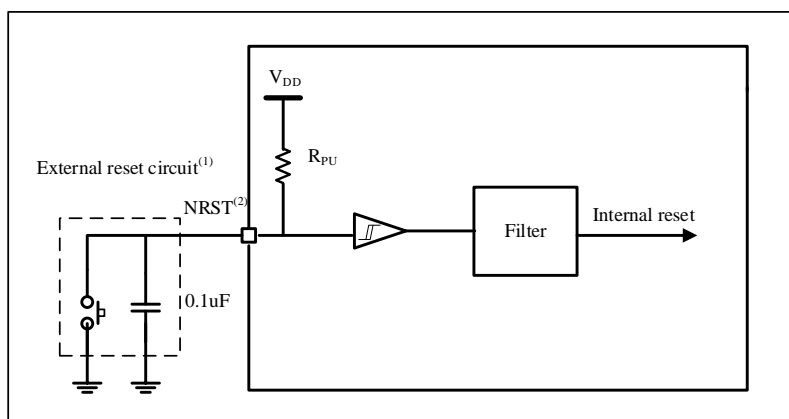 V_DD
R_PU
External reset circuit(1)
NRST(2)
Filter
Internal reset
0.1uF